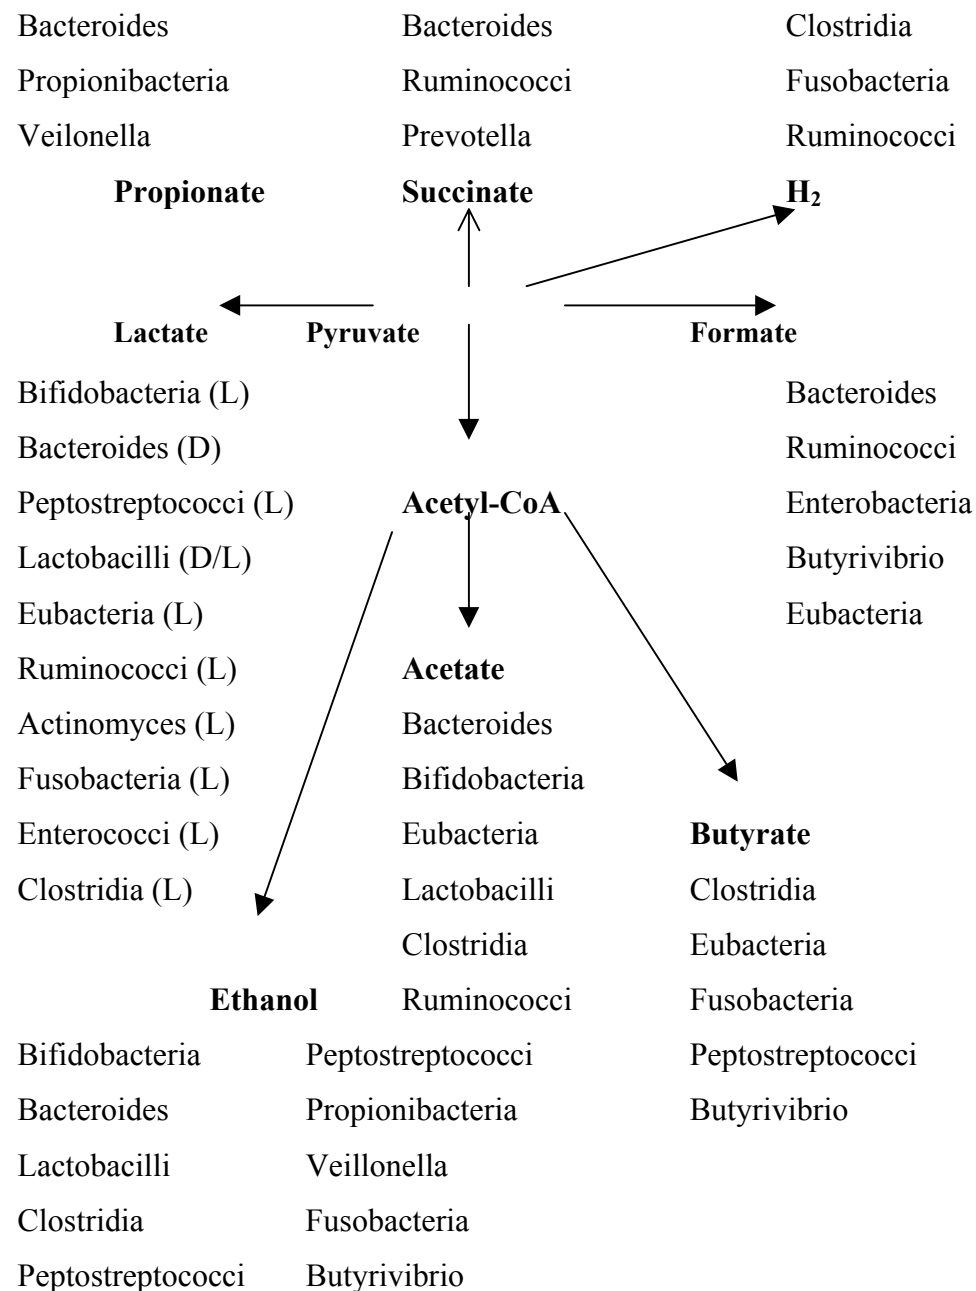 Bacteroides Bacteroides Clostridia
Propionibacteria Ruminococci Fusobacteria
Veilonella Prevotella Ruminococci
Propionate Succinate H₂
Lactate Pyruvate Formate
Bifidobacteria (L) Bacteroides
Bacteroides (D) Ruminococci
Peptostreptococci (L) Acetyl-CoA Enterobacteria
Lactobacilli (D/L) Butyrivibrio
Eubacteria (L) Eubacteria
Ruminococci (L) Acetate
Actinomyces (L) Bacteroides
Fusobacteria (L) Bifidobacteria
Enterococci (L) Eubacteria Butyrate
Clostridia (L) Lactobacilli Clostridia
Clostridia Eubacteria
Ethanol Ruminococci Fusobacteria
Bifidobacteria Peptostreptococci Peptostreptococci
Bacteroides Propionibacteria Butyrivibrio
Lactobacilli Veillonella
Clostridia Fusobacteria
Peptostreptococci Butyrivibrio